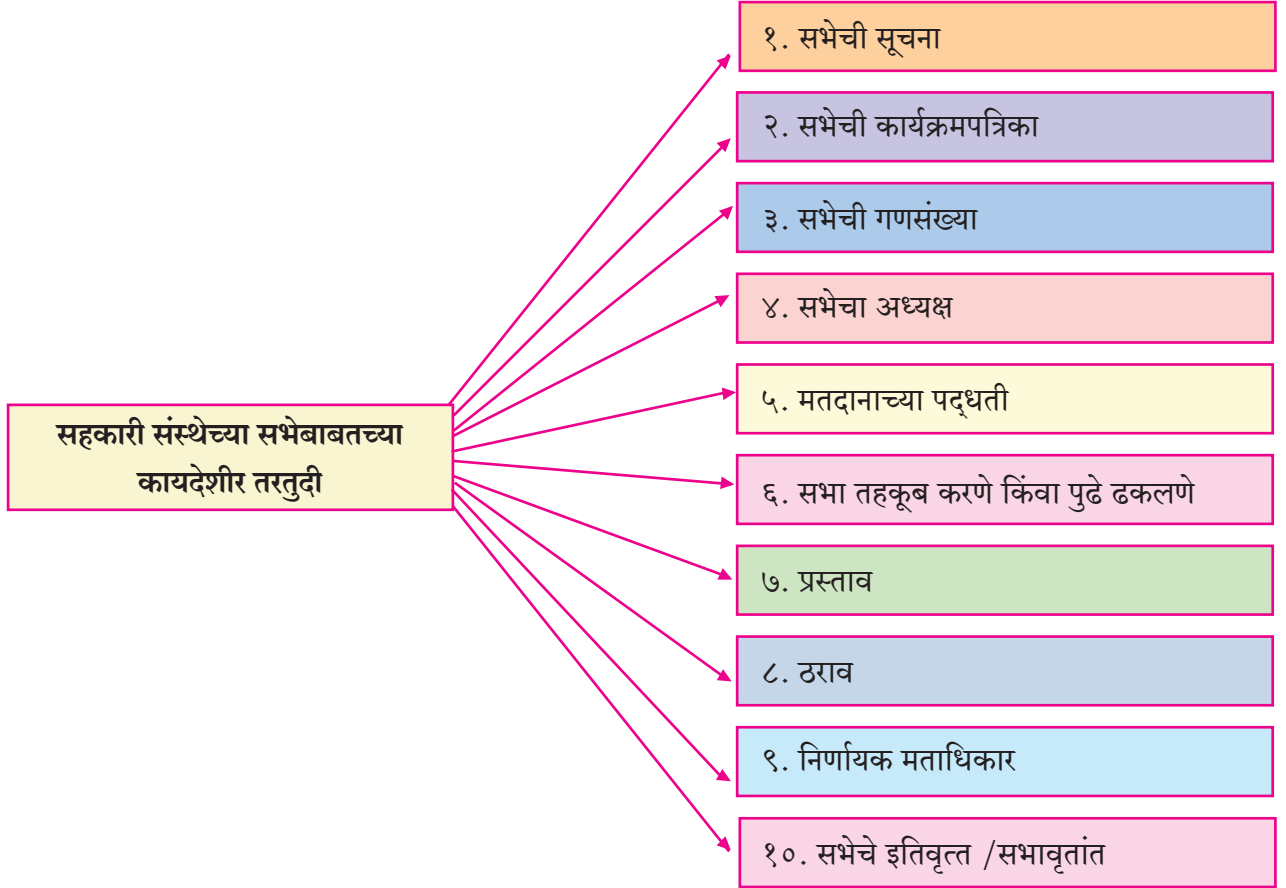 सहकारी संस्थेच्या सभेबाबतच्या
कायदेशीर तरतुदी
१. सभेची सूचना
२. सभेची कार्यक्रमपत्रिका
३. सभेची गणसंख्या
४. सभेचा अध्यक्ष
५. मतदानाच्या पद्धती
६. सभा तहकूब करणे किंवा पुढे ढकलणे
७. प्रस्ताव
८. ठराव
९. निर्णायक मताधिकार
१०. सभेचे इतिवृत्त /सभावृतांत